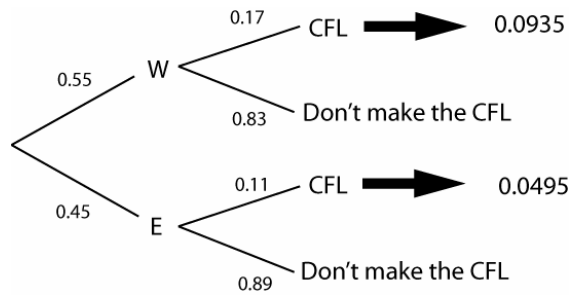 0.17
CFL
0.0935
0.55
W
0.83
Don't make the CFL
0.45
E
0.11
CFL
0.0495
0.89
Don't make the CFL